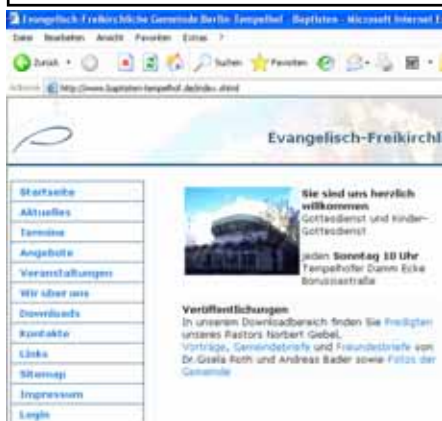 Evangelisch-Freikirchliche Gemeinde Berlin-Tempelhof - Baptisten - Microsoft Internet E
Datei Bearbeiten Ansicht Favoriten Extras ?
Zurück Suchen Favoriten
http://www.baptisten-tempelhof.de/index.shtml
Evangelisch-Freikirchl
Startseite
Aktuelles
Termine
Angebote
Veranstaltungen
Wir über uns
Downloads
Kontakte
Links
Sitemap
Impressum
Login
Sie sind uns herzlich
willkommen
Gottesdienst und Kinder-
Gottesdienst
jeden Sonntag 10 Uhr
Tempelhofer Damm Ecke
Borussiastraße
Veröffentlichungen
In unserem Downloadbereich finden Sie Predigten
unseres Pastors Norbert Giebel,
Vorträge, Gemeindebriefe und Freundesbriefe von
Dr. Gisela Roth und Andreas Bader sowie Fotos der
Gemeinde